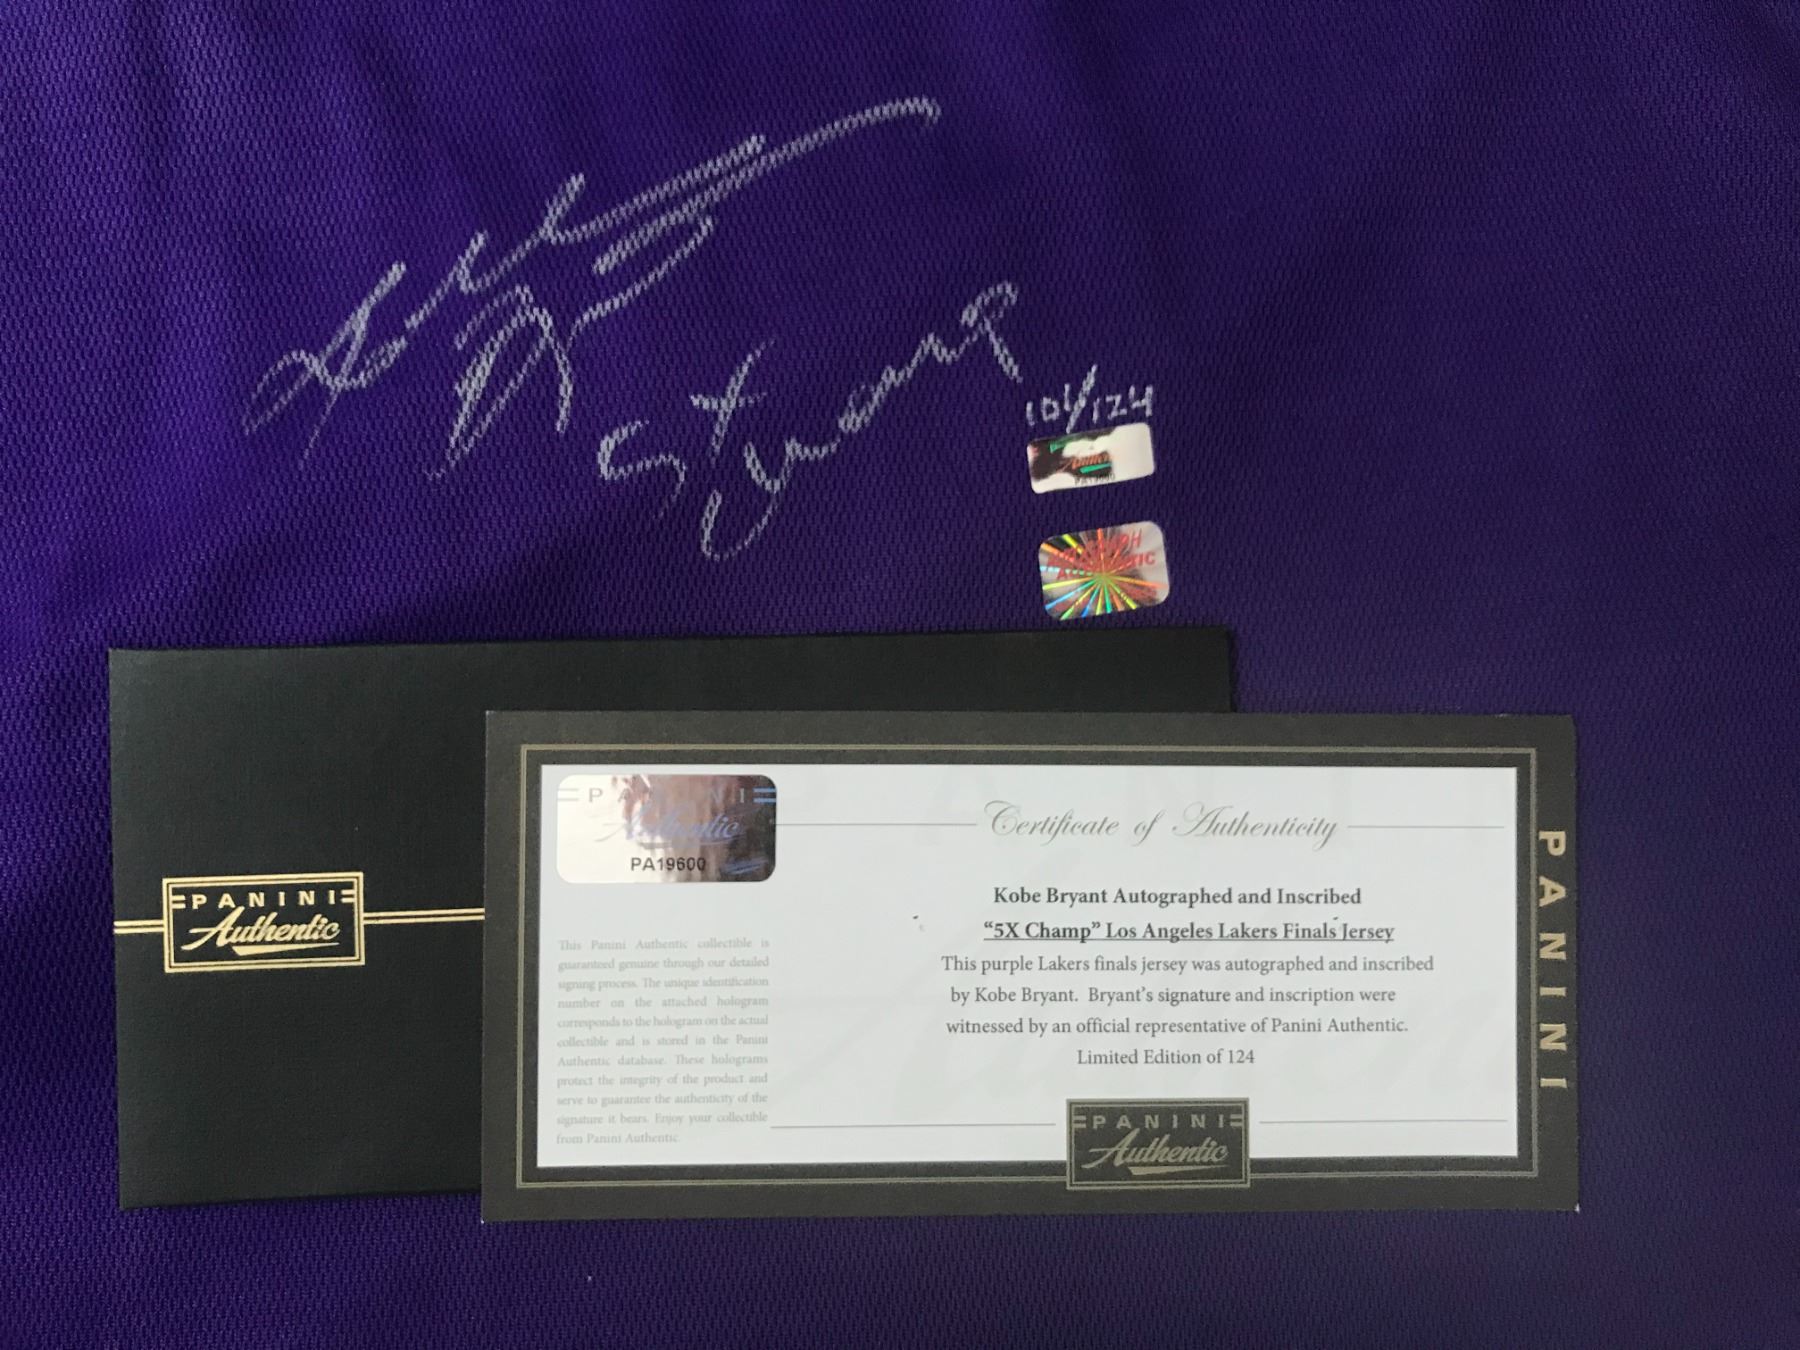 5x champ
101/124
PA19600
AUTOGRAPH
AUTHENTIC
PANINI
Authentic
PANINI
Authentic
PA19600
This Panini Authentic collectible is
guaranteed genuine through our detailed
signing process. The unique identification
number on the attached hologram
corresponds to the hologram on the actual
collectible and is stored in the Panini
Authentic database. These holograms
protect the integrity of the product and
serve to guarantee the authenticity of the
signature it bears. Enjoy your collectible
from Panini Authentic.
Certificate of Authenticity
Kobe Bryant Autographed and Inscribed
“5X Champ” Los Angeles Lakers Finals Jersey
This purple Lakers finals jersey was autographed and inscribed
by Kobe Bryant. Bryant’s signature and inscription were
witnessed by an official representative of Panini Authentic.
Limited Edition of 124
PANINI
Authentic
PANINI